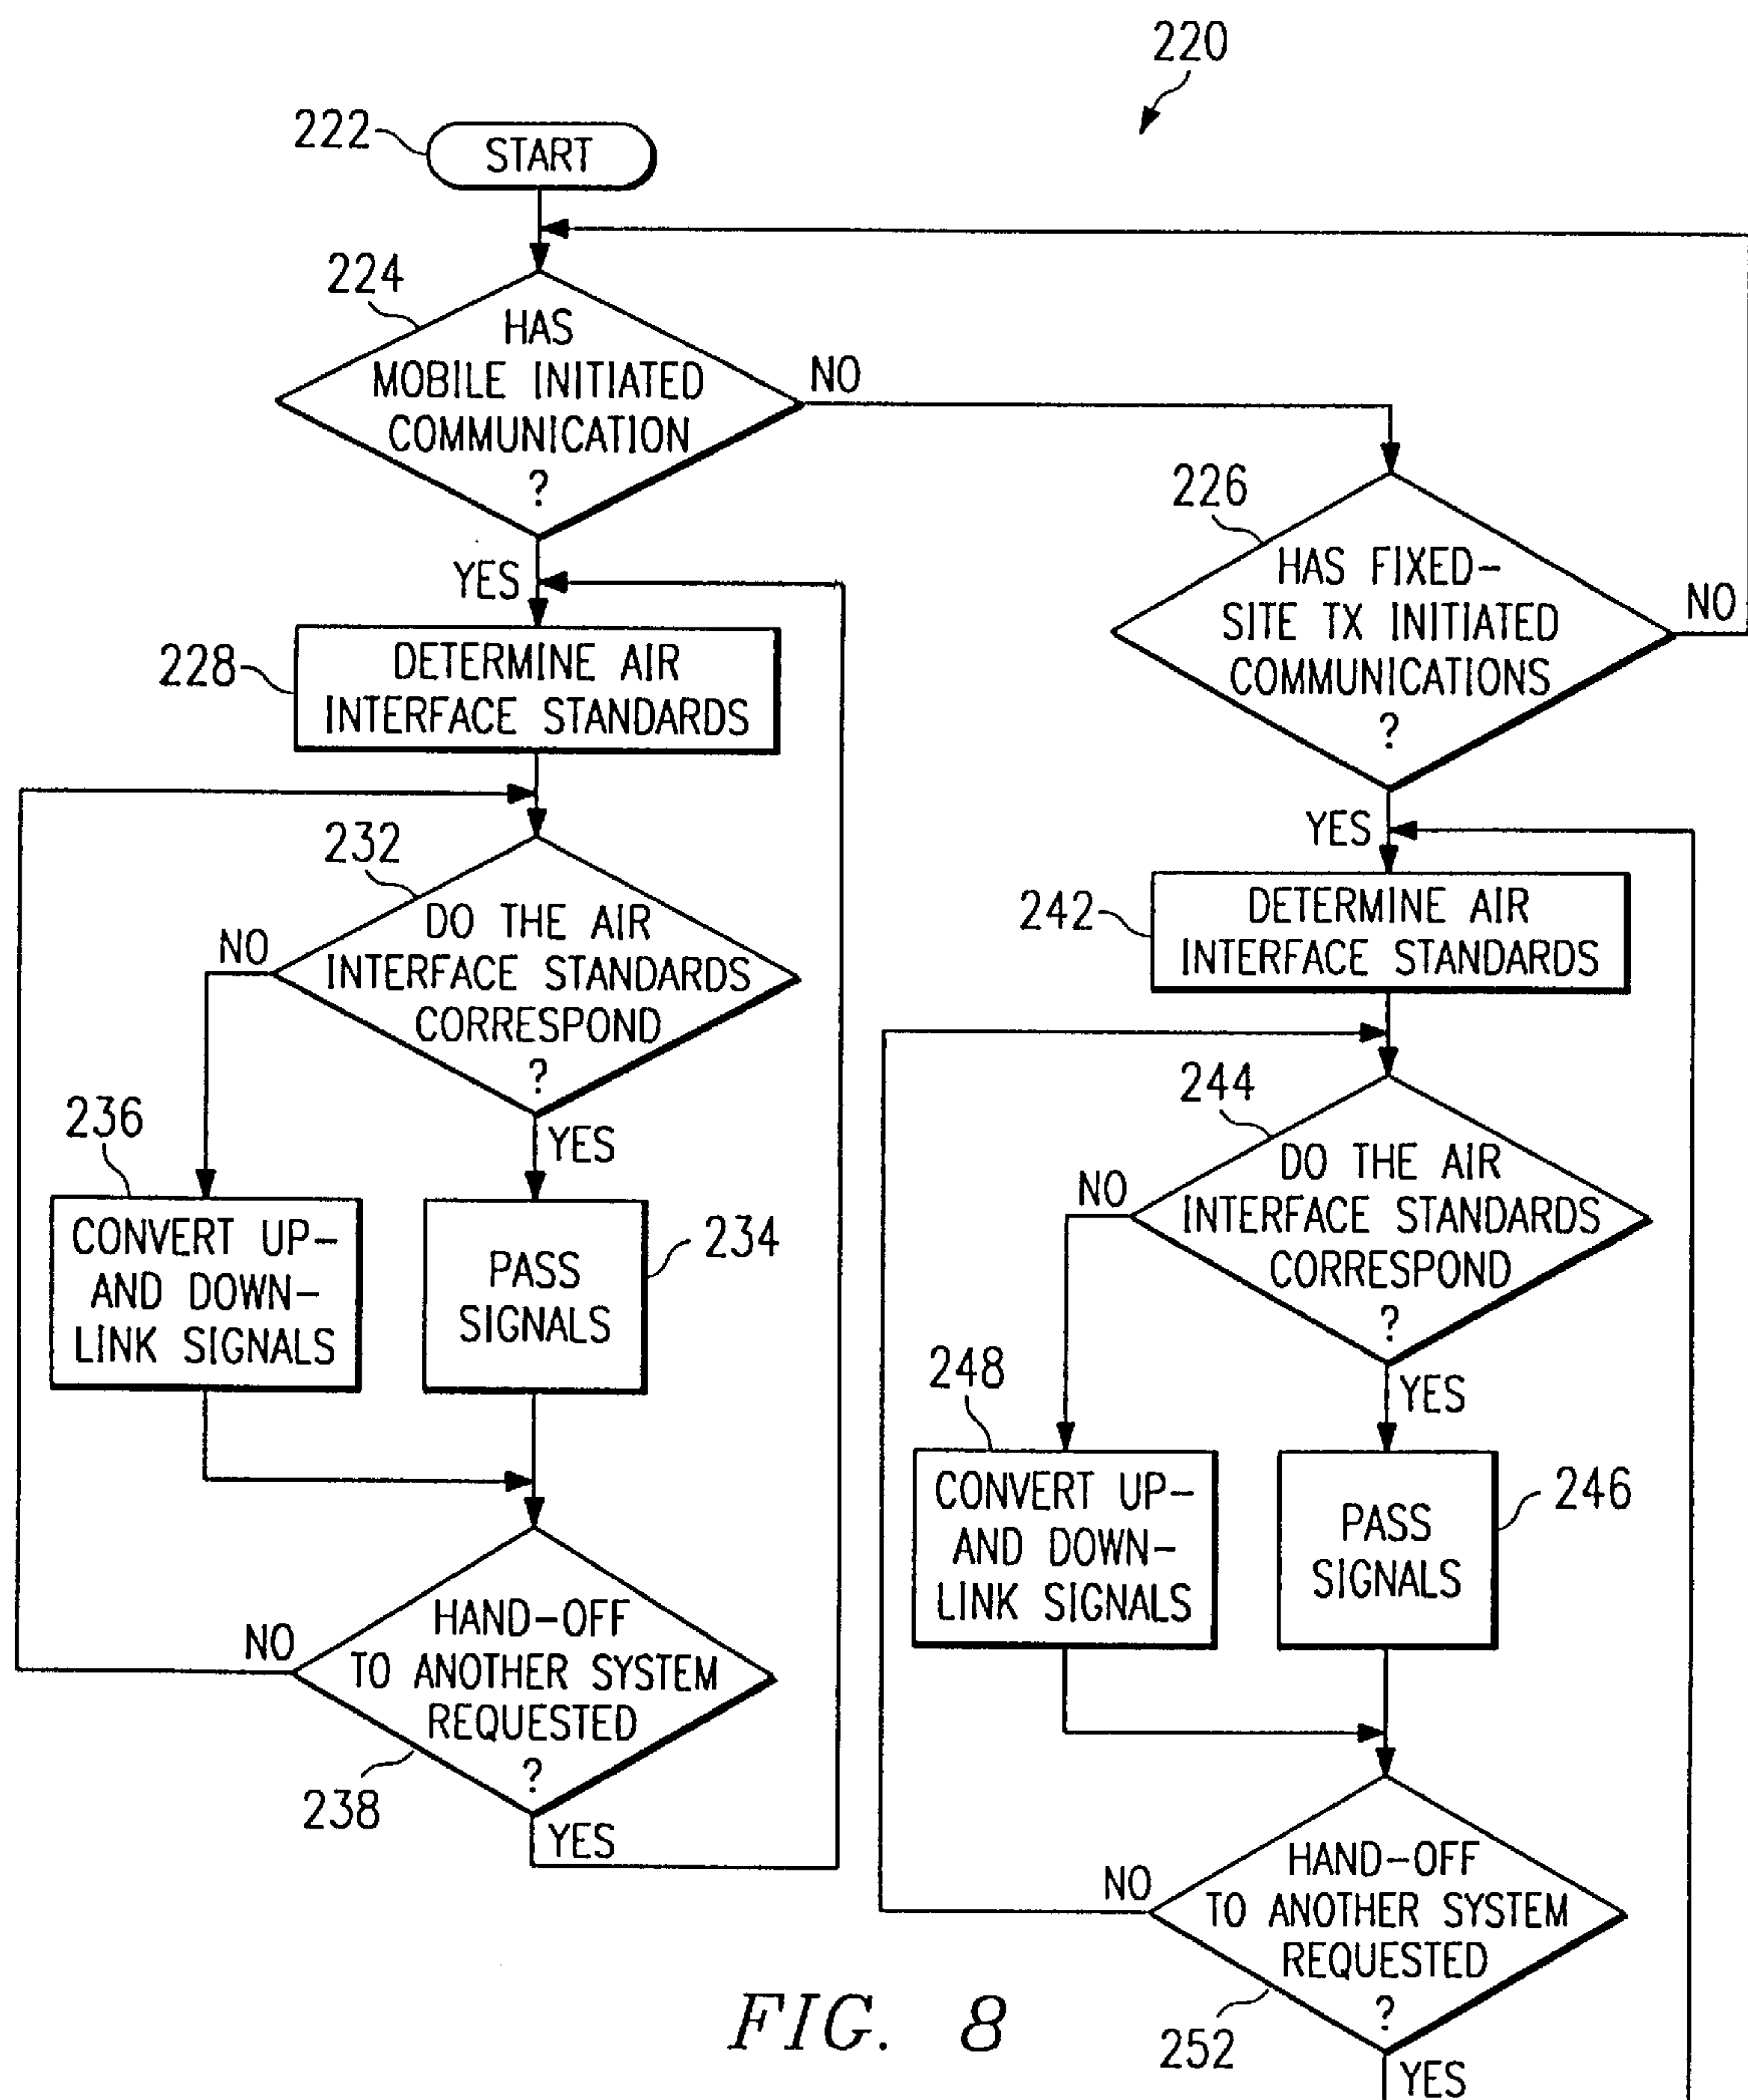 220
222
START
224
HAS
MOBILE INITIATED
COMMUNICATION
?
NO
YES
228
DETERMINE AIR
INTERFACE STANDARDS
232
DO THE AIR
INTERFACE STANDARDS
CORRESPOND
?
NO
YES
236
CONVERT UP-
AND DOWN-
LINK SIGNALS
PASS
SIGNALS
234
HAND-OFF
TO ANOTHER SYSTEM
REQUESTED
?
NO
238
YES
226
HAS FIXED-
SITE TX INITIATED
COMMUNICATIONS
?
NO
YES
242
DETERMINE AIR
INTERFACE STANDARDS
244
DO THE AIR
INTERFACE STANDARDS
CORRESPOND
?
NO
YES
248
CONVERT UP-
AND DOWN-
LINK SIGNALS
PASS
SIGNALS
246
HAND-OFF
TO ANOTHER SYSTEM
REQUESTED
?
NO
252
YES
FIG. 8